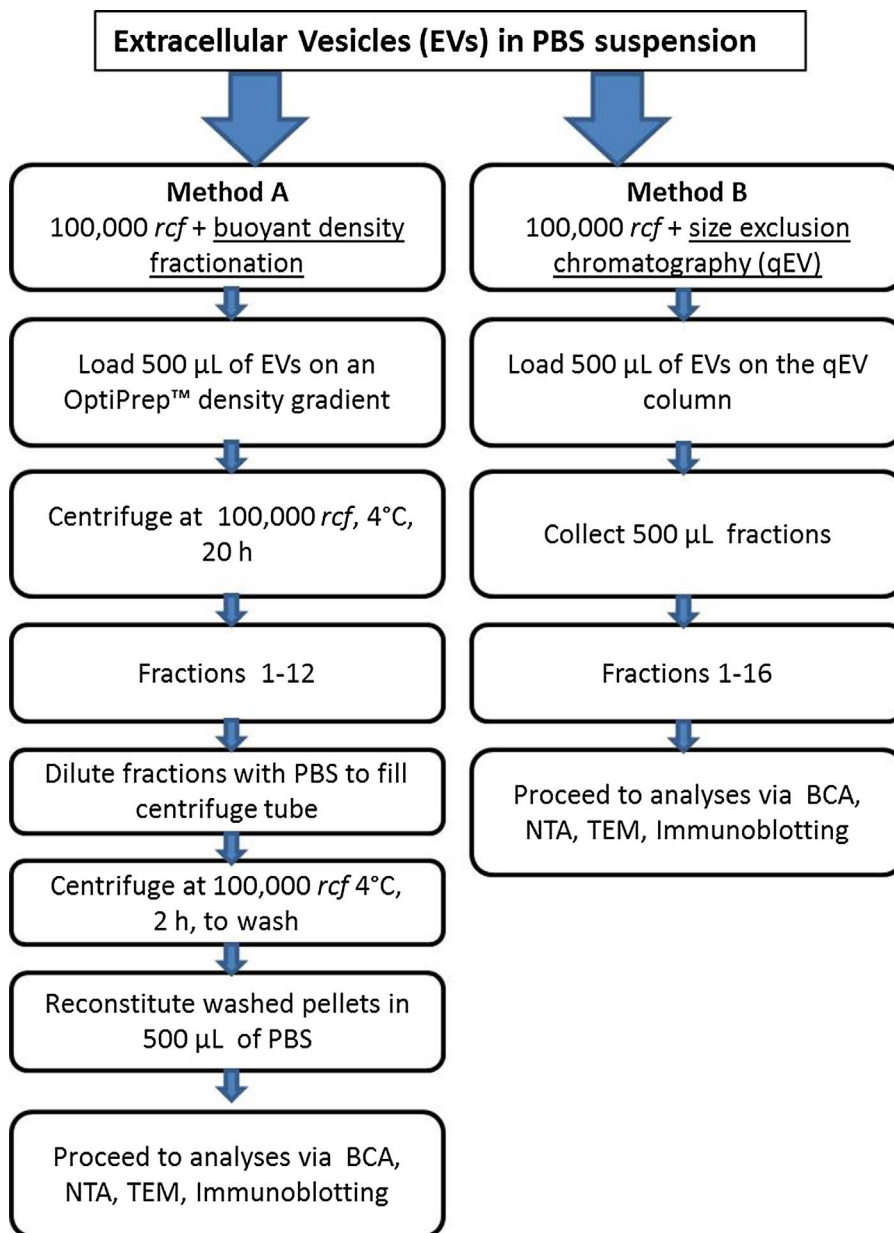 Extracellular Vesicles (EVs) in PBS suspension
Method A
100,000 rcf + buoyant density
fractionation
Load 500 µL of EVs on an
OptiPrep™ density gradient
Centrifuge at 100,000 rcf, 4°C,
20 h
Fractions 1-12
Dilute fractions with PBS to fill
centrifuge tube
Centrifuge at 100,000 rcf 4°C,
2 h, to wash
Reconstitute washed pellets in
500 µL of PBS
Proceed to analyses via BCA,
NTA, TEM, Immunoblotting
Method B
100,000 rcf + size exclusion
chromatography (qEV)
Load 500 µL of EVs on the qEV
column
Collect 500 µL fractions
Fractions 1-16
Proceed to analyses via BCA,
NTA, TEM, Immunoblotting